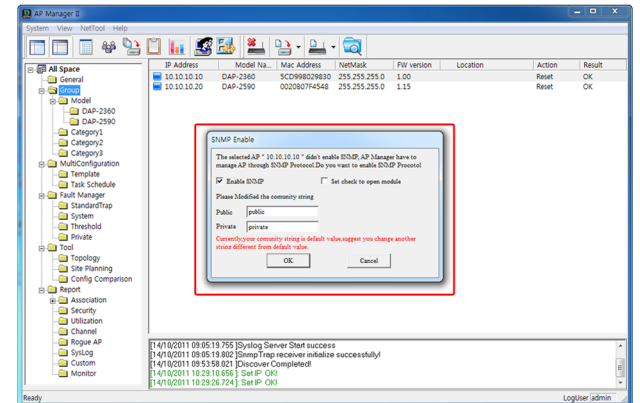 AP Manager II
System View NetTool Help
All Space
General
Group
Model
DAP-2360
DAP-2590
Category1
Category2
Category3
MultiConfiguration
Template
Task Schedule
Fault Manager
StandardTrap
System
Threshold
Private
Tool
Topology
Site Planning
Config Comparison
Report
Association
Security
Utilization
Channel
Rogue AP
SysLog
Custom
Monitor
IP Address Model Na... Mac Address NetMask FW version Location Action Result
10.10.10.10 DAP-2360 5CD998029830 255.255.255.0 1.00 Reset OK
10.10.10.20 DAP-2590 0020B07F4548 255.255.255.0 1.15 Reset OK
SNMP Enable
The selected AP " 10.10.10.10 " didn't enable SNMP, AP Manager have to
manage AP through SNMP Protocol.Do you want to enable SNMP Procotol
Enable SNMP Set check to open module
Please Modified the comunity string
Public public
Private private
Currently,your comunity string is default value,suggest you change another
string different from default value.
OK Cancel
[14/10/2011 09:05:19.755 ]Syslog Server Start success
[14/10/2011 09:05:19.802 ]SnmpTrap receiver initialize successfully!
[14/10/2011 09:53:58.021 ]Discover Completed!
[14/10/2011 10:29:10.656 ]: Set IP OK!
[14/10/2011 10:29:26.724 ]: Set IP OK!
Ready
LogUser admin